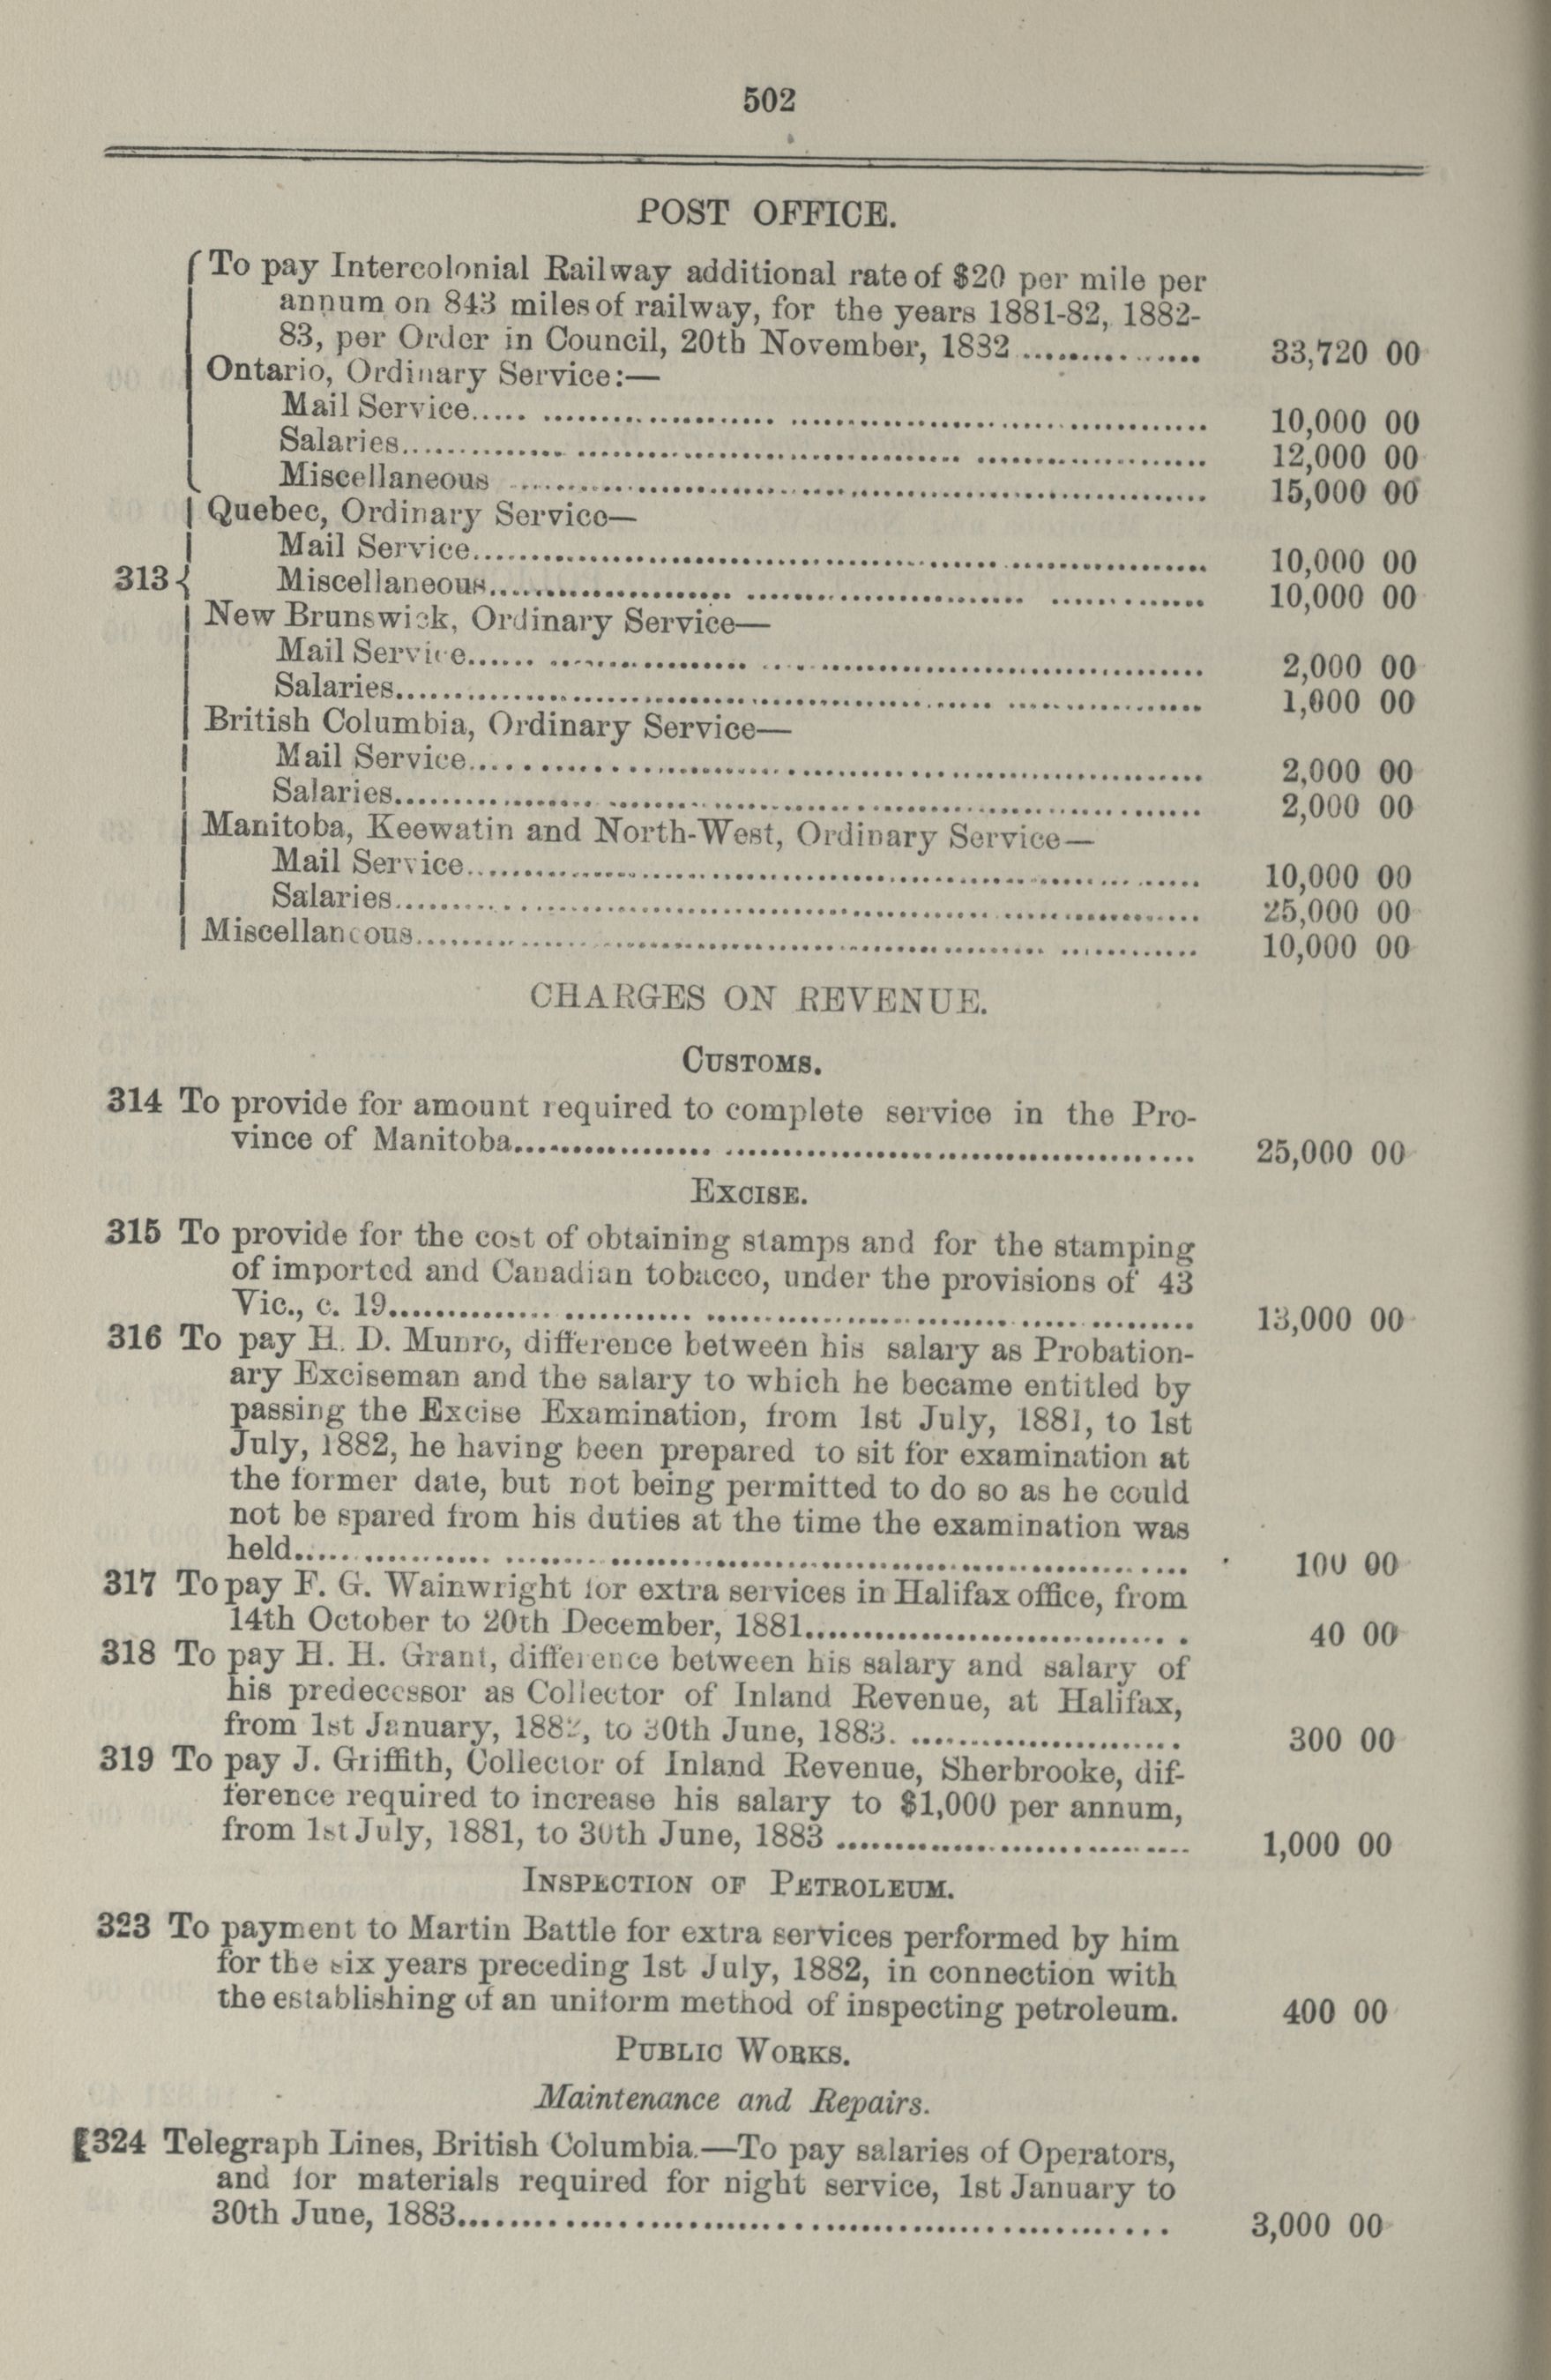 502
POST OFFICE.
To pay Intercolonial Railway additional rate of $20 per mile per
annum on 843 miles of railway, for the years 1881-82, 1882-
83, per Order in Council, 20th November, 1882 ................ 33,720 00
Ontario, Ordinary Service:—
Mail Service................ 10,000 00
Salaries................ 12,000 00
Miscellaneous ................ 15,000 00
Quebec, Ordinary Service—
Mail Service................ 10,000 00
313 { Miscellaneous................ 10,000 00
New Brunswick, Ordinary Service—
Mail Service................ 2,000 00
Salaries................ 1,000 00
British Columbia, Ordinary Service—
Mail Service................ 2,000 00
Salaries................ 2,000 00
Manitoba, Keewatin and North-West, Ordinary Service—
Mail Service................ 10,000 00
Salaries................ 25,000 00
Miscellaneous................ 10,000 00
CHARGES ON REVENUE.
CUSTOMS.
314 To provide for amount required to complete service in the Pro-
vince of Manitoba................ 25,000 00
EXCISE.
315 To provide for the cost of obtaining stamps and for the stamping
of imported and Canadian tobacco, under the provisions of 43
Vic., c. 19................ 13,000 00
316 To pay H. D. Munro, difference between his salary as Probation-
ary Exciseman and the salary to which he became entitled by
passing the Excise Examination, from 1st July, 1881, to 1st
July, 1882, he having been prepared to sit for examination at
the former date, but not being permitted to do so as he could
not be spared from his duties at the time the examination was
held................ 100 00
317 To pay F. G. Wainwright for extra services in Halifax office, from
14th October to 20th December, 1881................ 40 00
318 To pay H. H. Grant, difference between his salary and salary of
his predecessor as Collector of Inland Revenue, at Halifax,
from 1st January, 1882, to 30th June, 1883. ................ 300 00
319 To pay J. Griffith, Collector of Inland Revenue, Sherbrooke, dif-
ference required to increase his salary to $1,000 per annum,
from 1st July, 1881, to 30th June, 1883 ................ 1,000 00
INSPECTION OF PETROLEUM.
323 To payment to Martin Battle for extra services performed by him
for the six years preceding 1st July, 1882, in connection with
the establishing of an uniform method of inspecting petroleum. 400 00
PUBLIC WORKS.
Maintenance and Repairs.
[324 Telegraph Lines, British Columbia.—To pay salaries of Operators,
and for materials required for night service, 1st January to
30th June, 1883................ 3,000 00